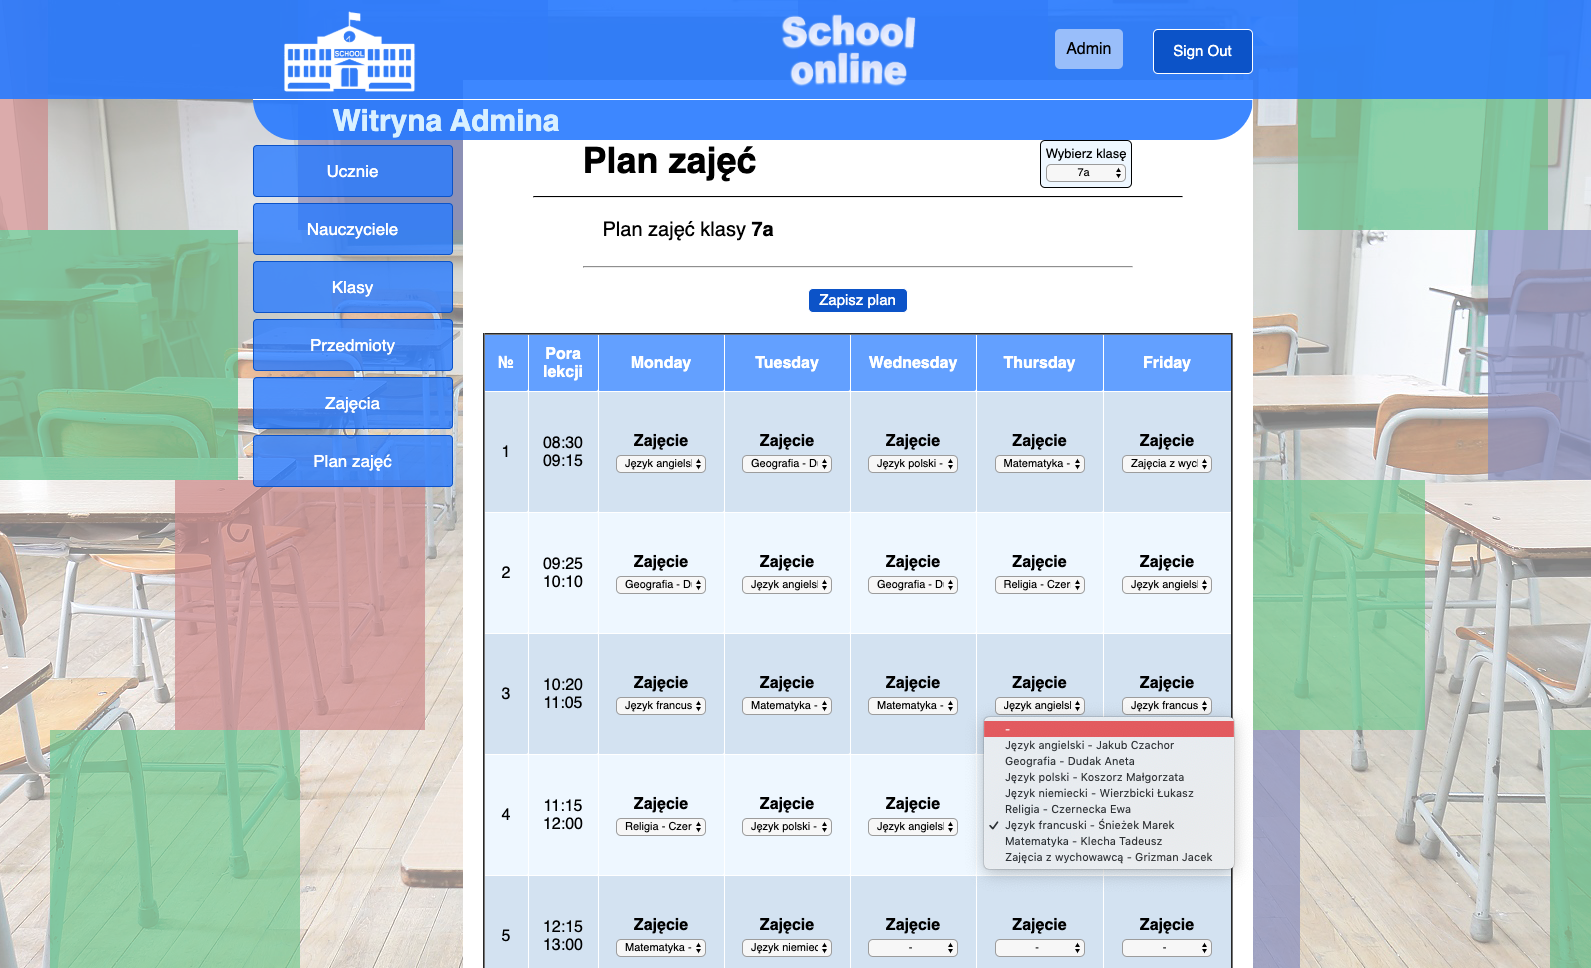 SCHOOL
School
online
Admin
Sign Out
Witryna Admina
Ucznie
Nauczyciele
Klasy
Przedmioty
Zajęcia
Plan zajęć
Plan zajęć
Wybierz klasę
7a
Plan zajęć klasy 7a
Zapisz plan
№ Pora lekcji Monday Tuesday Wednesday Thursday Friday
1 08:30 09:15 Zajęcie Zajęcie Zajęcie Zajęcie Zajęcie
Język angiels Geografia - D Język polski - Matematyka - Zajęcia z wyc
2 09:25 10:10 Zajęcie Zajęcie Zajęcie Zajęcie Zajęcie
Geografia - D Język angiels Geografia - D Religia - Czer Język angiels
3 10:20 11:05 Zajęcie Zajęcie Zajęcie Zajęcie Zajęcie
Język francus Matematyka - Matematyka - Język angiels Język francus
4 11:15 12:00 Zajęcie Zajęcie Zajęcie
Religia - Czer Język polski - Język angiels
5 12:15 13:00 Zajęcie Zajęcie Zajęcie Zajęcie Zajęcie
Matematyka - Język niemiec - - -
-
Język angielski - Jakub Czachor
Geografia - Dudak Aneta
Język polski - Koszorz Małgorzata
Język niemiecki - Wierzbicki Łukasz
Religia - Czernecka Ewa
✓ Język francuski - Śnieżek Marek
Matematyka - Klecha Tadeusz
Zajęcia z wychowawcą - Grizman Jacek